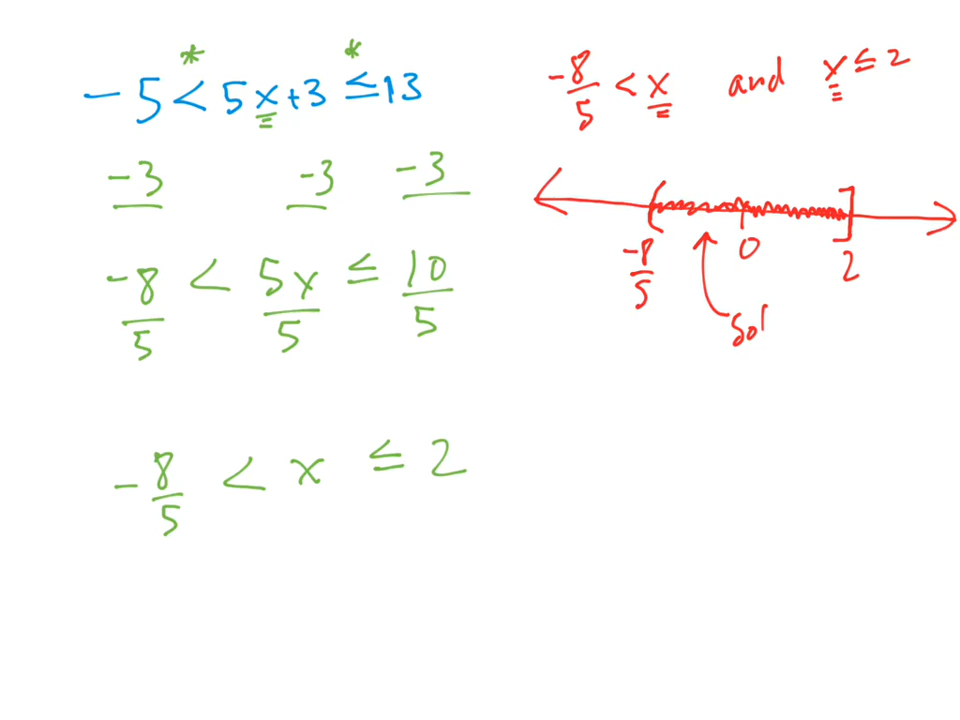 * *
-5 < 5x+3 ≤ 13
-3 -3 -3
-8/5 < 5x/5 ≤ 10/5
-8/5 < x ≤ 2
-8/5 < x and x ≤ 2
( ]
-8/5 0 2
Sol